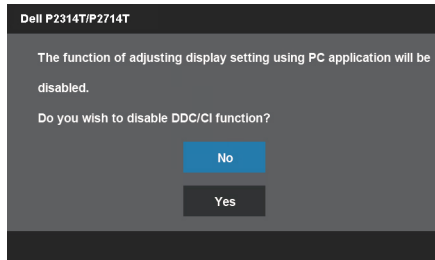 Dell P2314T/P2714T
The function of adjusting display setting using PC application will be
disabled.
Do you wish to disable DDC/CI function?
No
Yes